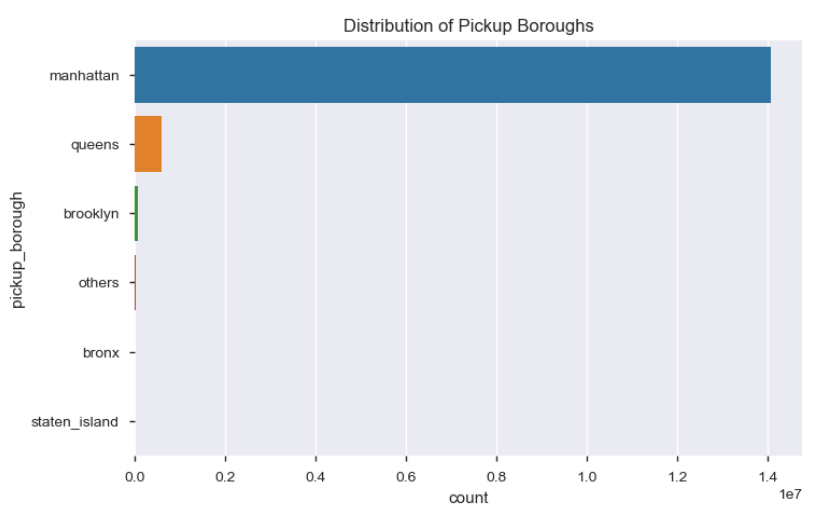 Distribution of Pickup Boroughs
pickup_borough
manhattan
queens
brooklyn
others
bronx
staten_island
0.0 0.2 0.4 0.6 0.8 1.0 1.2 1.4
1e7
count